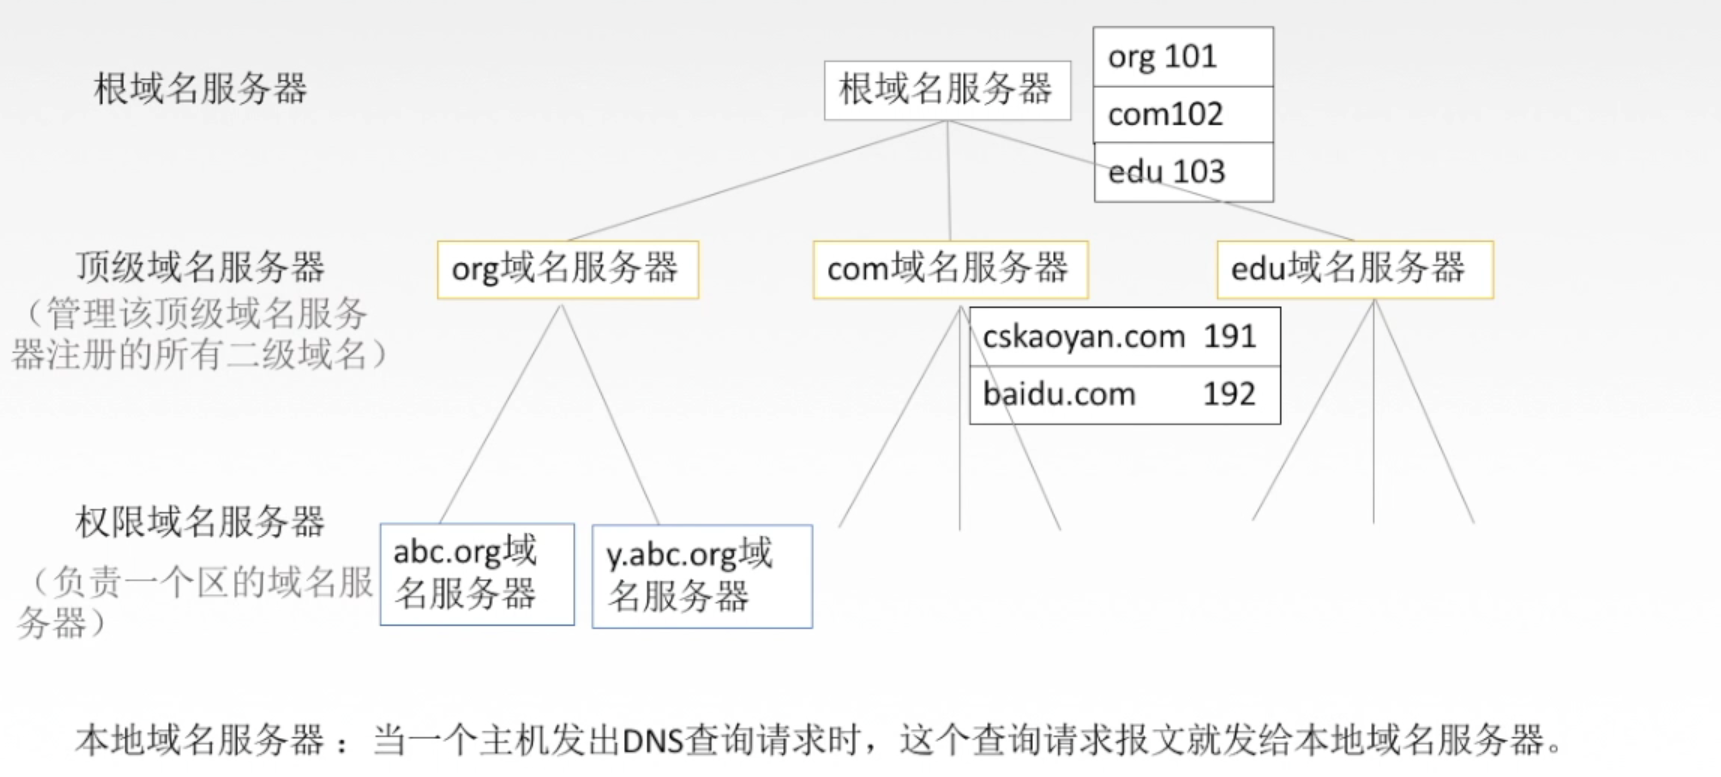 根域名服务器
根域名服务器
org 101
com102
edu 103
顶级域名服务器
（管理该顶级域名服务
器注册的所有二级域名）
org域名服务器
com域名服务器
edu域名服务器
cskaoyan.com 191
baidu.com 192
权限域名服务器
（负责一个区的域名服
务器）
abc.org域
名服务器
y.abc.org域
名服务器
本地域名服务器：当一个主机发出DNS查询请求时，这个查询请求报文就发给本地域名服务器。